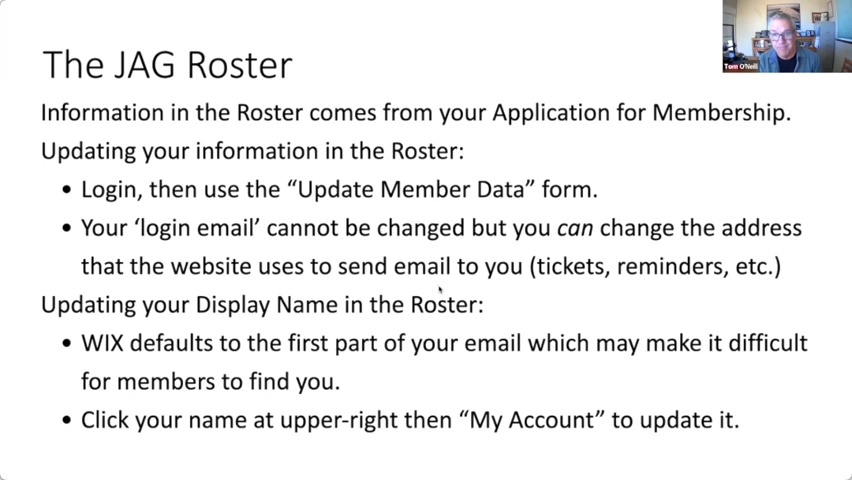 The JAG Roster
Tom O'Neill
Information in the Roster comes from your Application for Membership.
Updating your information in the Roster:
• Login, then use the “Update Member Data” form.
• Your ‘login email’ cannot be changed but you can change the address
that the website uses to send email to you (tickets, reminders, etc.)
Updating your Display Name in the Roster:
• WIX defaults to the first part of your email which may make it difficult
for members to find you.
• Click your name at upper-right then “My Account” to update it.